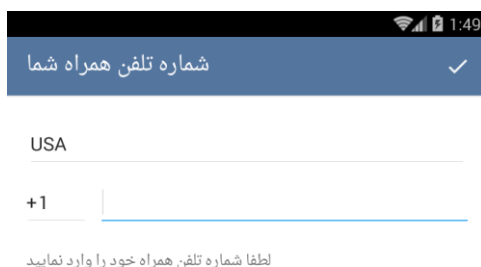 1:49
شماره تلفن همراه شما
USA
+1
لطفا شماره تلفن همراه خود را وارد نمایید